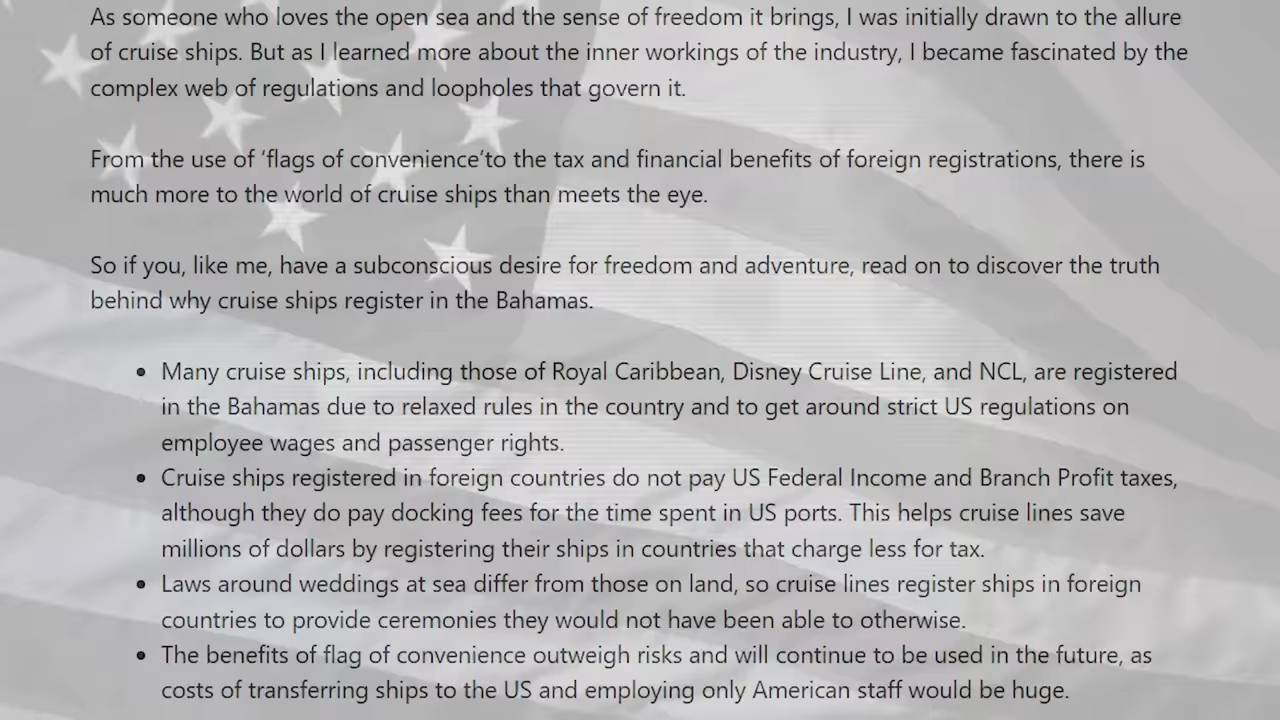 As someone who loves the open sea and the sense of freedom it brings, I was initially drawn to the allure
of cruise ships. But as I learned more about the inner workings of the industry, I became fascinated by the
complex web of regulations and loopholes that govern it.
From the use of ‘flags of convenience’to the tax and financial benefits of foreign registrations, there is
much more to the world of cruise ships than meets the eye.
So if you, like me, have a subconscious desire for freedom and adventure, read on to discover the truth
behind why cruise ships register in the Bahamas.
• Many cruise ships, including those of Royal Caribbean, Disney Cruise Line, and NCL, are registered
in the Bahamas due to relaxed rules in the country and to get around strict US regulations on
employee wages and passenger rights.
• Cruise ships registered in foreign countries do not pay US Federal Income and Branch Profit taxes,
although they do pay docking fees for the time spent in US ports. This helps cruise lines save
millions of dollars by registering their ships in countries that charge less for tax.
• Laws around weddings at sea differ from those on land, so cruise lines register ships in foreign
countries to provide ceremonies they would not have been able to otherwise.
• The benefits of flag of convenience outweigh risks and will continue to be used in the future, as
costs of transferring ships to the US and employing only American staff would be huge.